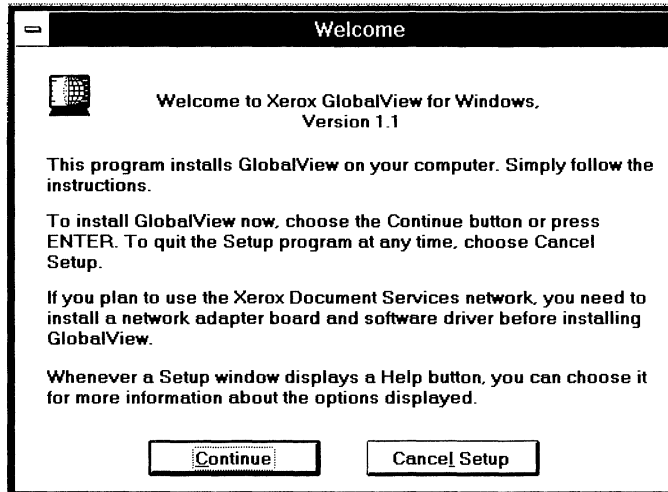 Welcome
Welcome to Xerox GlobalView for Windows,
Version 1.1
This program installs GlobalView on your computer. Simply follow the
instructions.
To install GlobalView now, choose the Continue button or press
ENTER. To quit the Setup program at any time, choose Cancel
Setup.
If you plan to use the Xerox Document Services network, you need to
install a network adapter board and software driver before installing
GlobalView.
Whenever a Setup window displays a Help button, you can choose it
for more information about the options displayed.
Continue
Cancel Setup